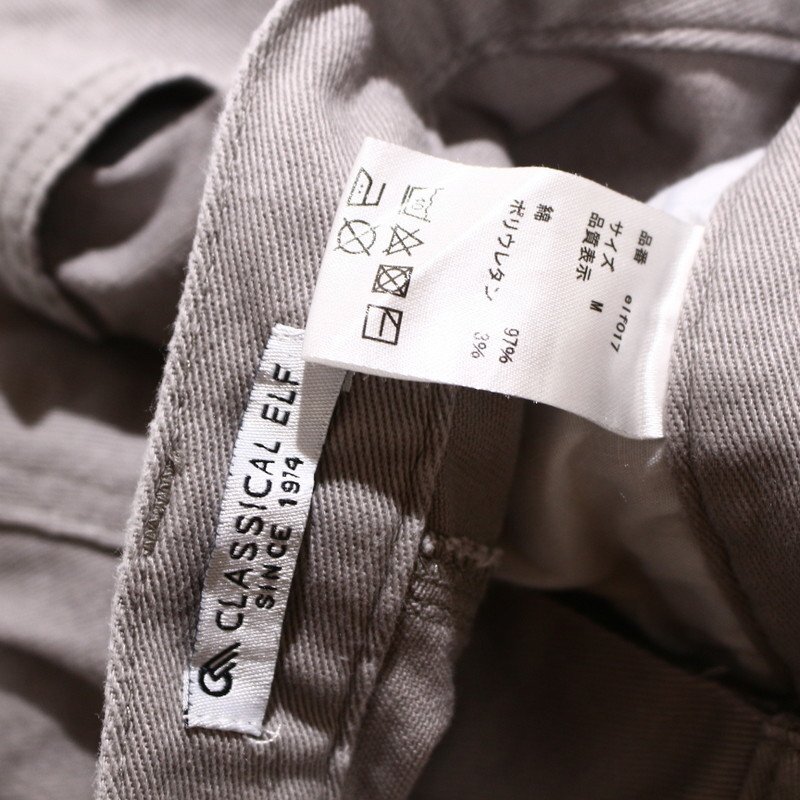 品番 elf017
サイズ M
品質表示
綿 97%
ポリウレタン 3%
CLASSICAL ELF
SINCE 1974